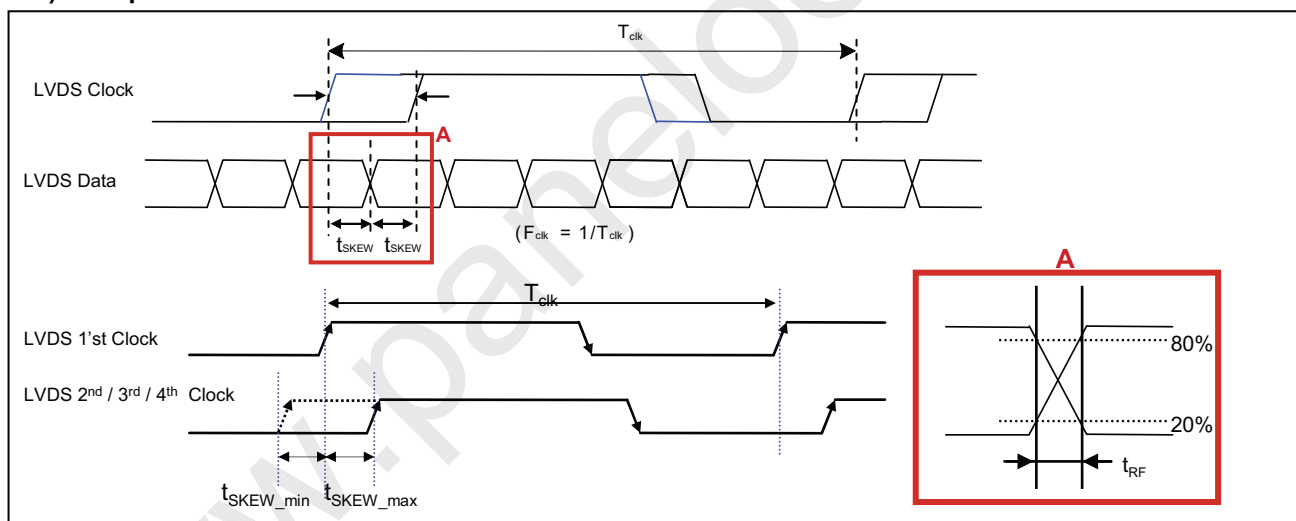 T clk
LVDS Clock
A
LVDS Data
tSKEW tSKEW
(Fclk = 1/Tclk )
A
Tclk
LVDS 1'st Clock
80%
LVDS 2nd / 3rd / 4th Clock
20%
tRF
tSKEW_min tSKEW_max